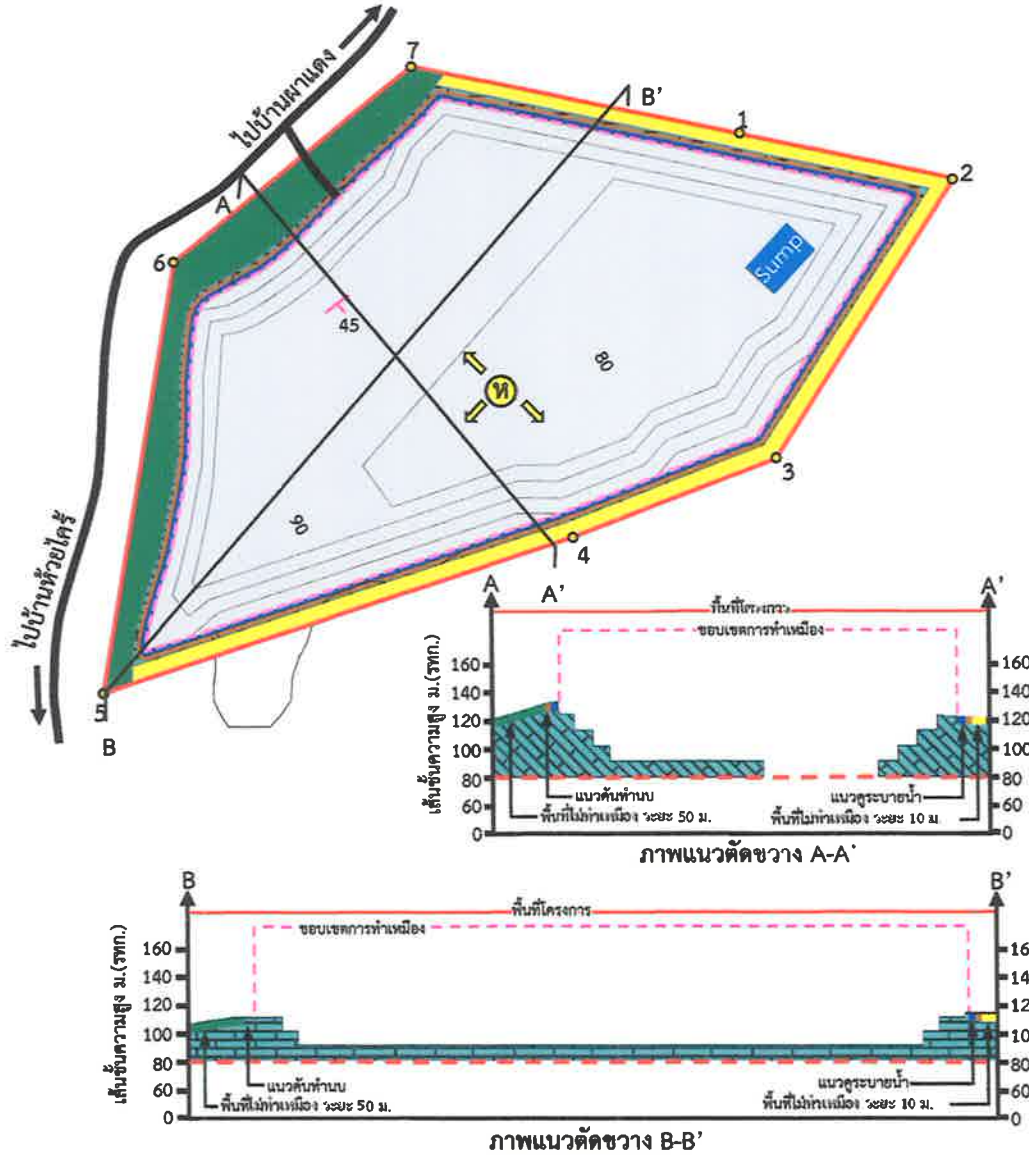 7
ไปบ้านผาแดง
B'
1
2
A
6
Sump
45
80
ห
3
90
4
ไปบ้านห้วยไคร้
5
B
A'
A
A'
พื้นที่โครงการ
ขอบเขตการทำเหมือง
เส้นชั้นความสูง ม.(รทก.)
160
140
120
100
80
60
0
160
140
120
100
80
60
0
แนวคันทำนบ
แนวคูระบายน้ำ
พื้นที่ไม่ทำเหมือง ระยะ 50 ม.
พื้นที่ไม่ทำเหมือง ระยะ 10 ม.
ภาพแนวตัดขวาง A-A'
B
B'
พื้นที่โครงการ
ขอบเขตการทำเหมือง
เส้นชั้นความสูง ม.(รทก.)
160
140
120
100
80
60
0
80
60
0
แนวคันทำนบ
แนวคูระบายน้ำ
พื้นที่ไม่ทำเหมือง ระยะ 50 ม.
พื้นที่ไม่ทำเหมือง ระยะ 10 ม.
ภาพแนวตัดขวาง B-B'